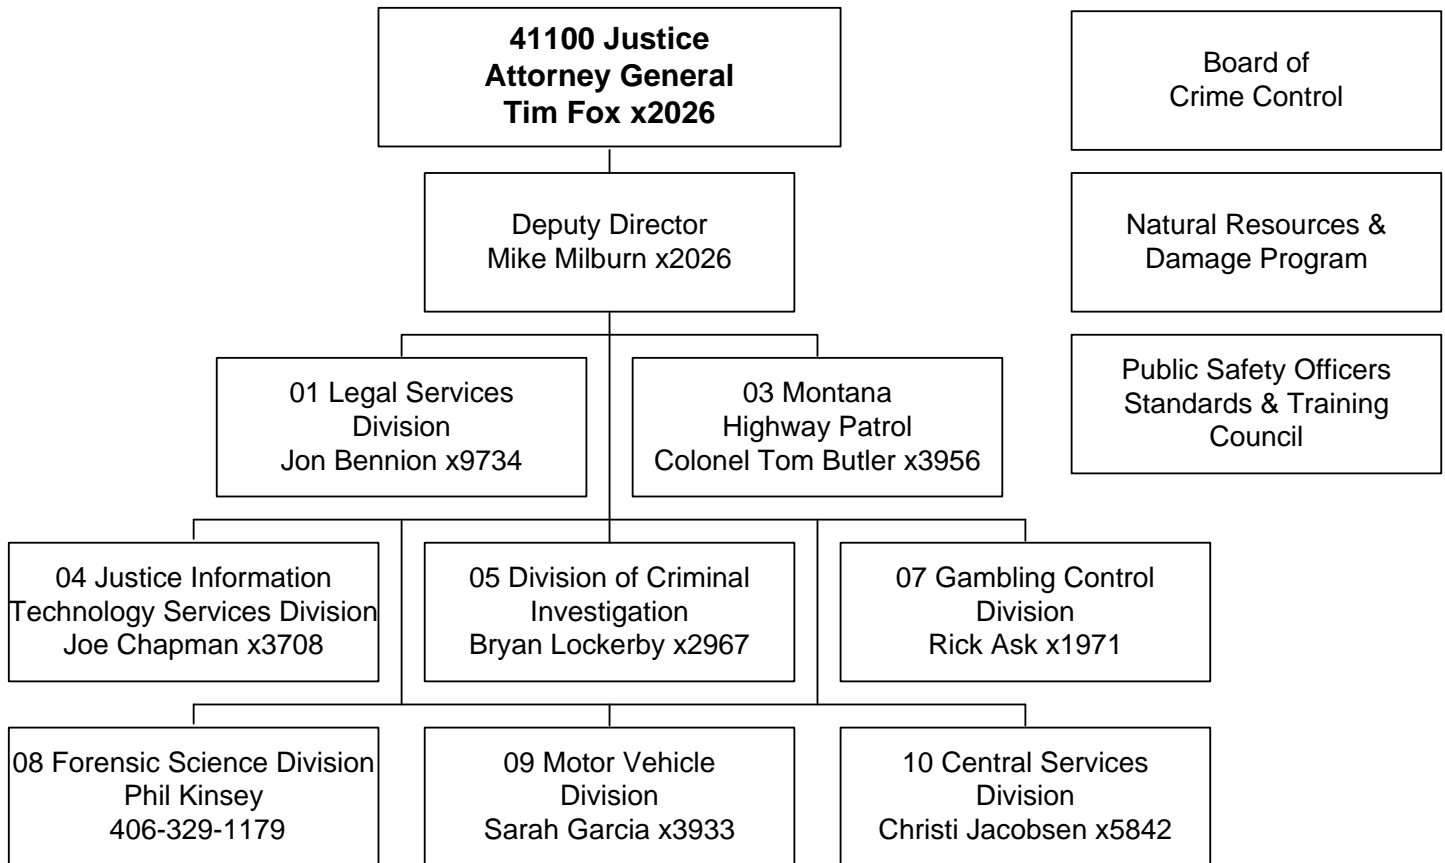 41100 Justice
Attorney General
Tim Fox x2026
Board of
Crime Control
Deputy Director
Mike Milburn x2026
Natural Resources &
Damage Program
01 Legal Services
Division
Jon Bennion x9734
03 Montana
Highway Patrol
Colonel Tom Butler x3956
Public Safety Officers
Standards & Training
Council
04 Justice Information
Technology Services Division
Joe Chapman x3708
05 Division of Criminal
Investigation
Bryan Lockerby x2967
07 Gambling Control
Division
Rick Ask x1971
08 Forensic Science Division
Phil Kinsey
406-329-1179
09 Motor Vehicle
Division
Sarah Garcia x3933
10 Central Services
Division
Christi Jacobsen x5842